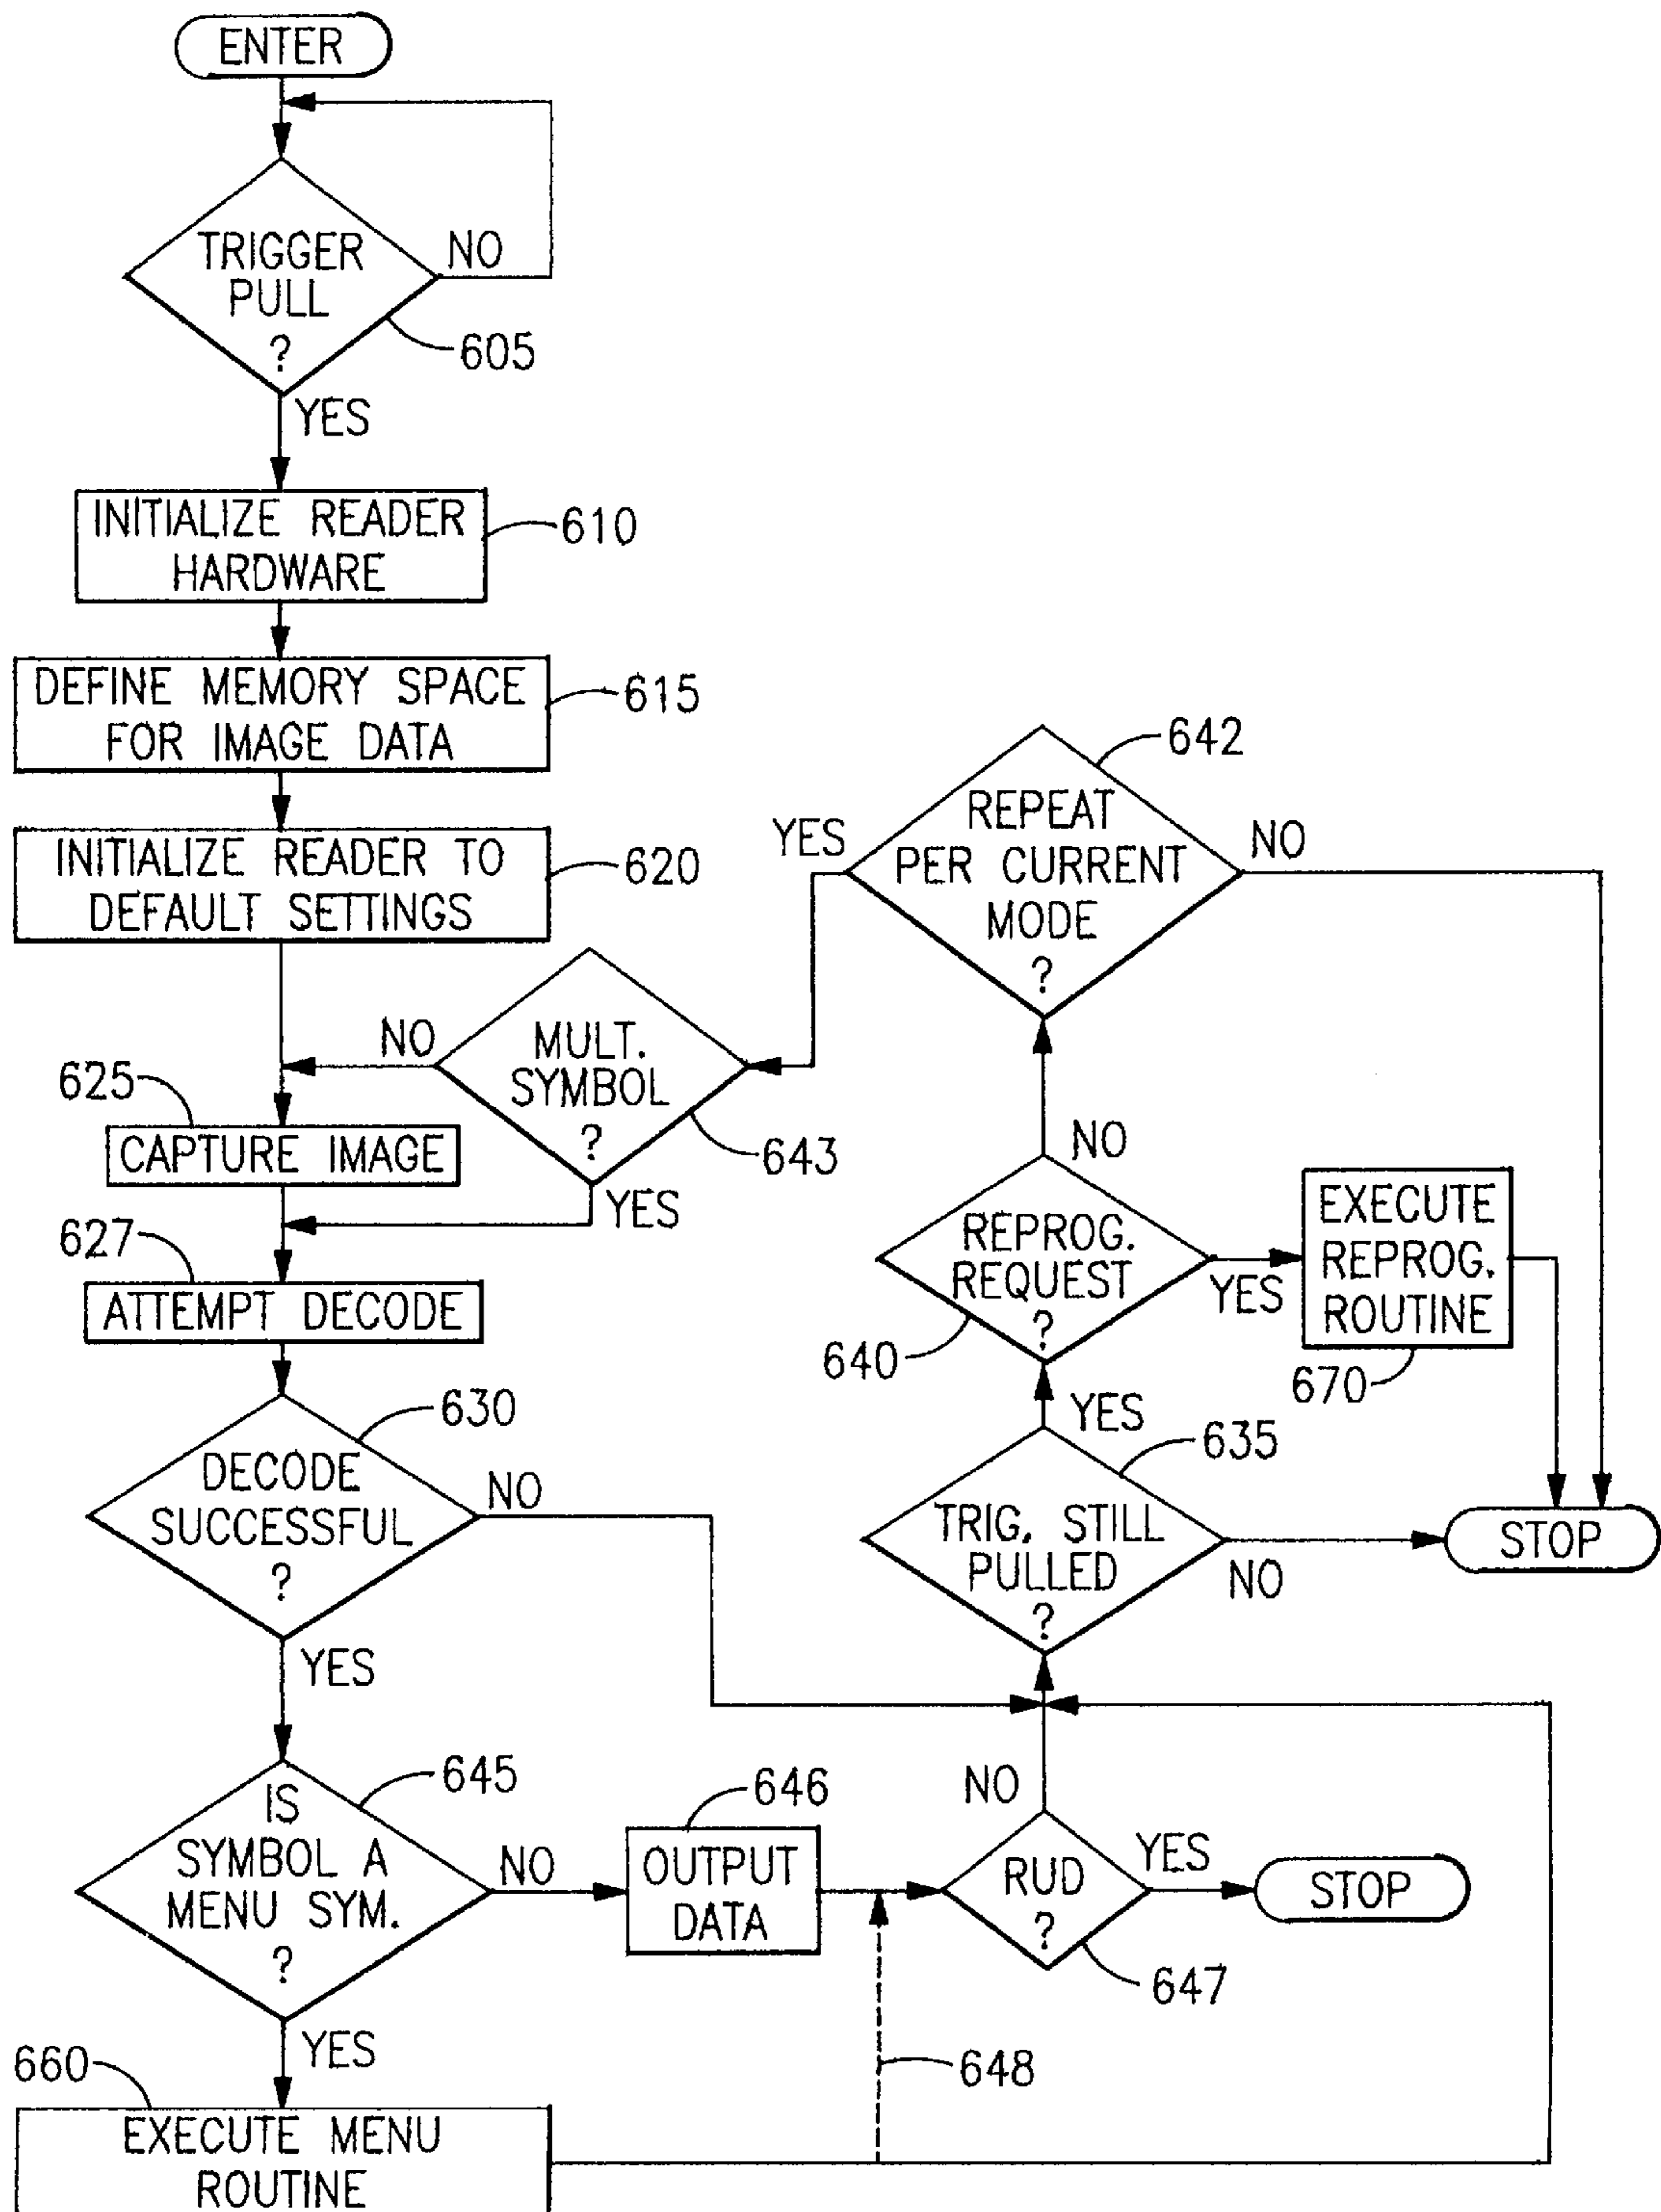 ENTER
TRIGGER
PULL
?
NO
605
YES
INITIALIZE READER
HARDWARE
610
DEFINE MEMORY SPACE
FOR IMAGE DATA
615
INITIALIZE READER TO
DEFAULT SETTINGS
620
642
REPEAT
PER CURRENT
MODE
?
YES
NO
MULT.
SYMBOL
?
NO
643
YES
625
CAPTURE IMAGE
627
ATTEMPT DECODE
NO
REPROG.
REQUEST
?
640
YES
EXECUTE
REPROG.
ROUTINE
670
630
DECODE
SUCCESSFUL
?
NO
YES
YES
635
TRIG. STILL
PULLED
?
NO
STOP
645
IS
SYMBOL A
MENU SYM.
?
NO
646
OUTPUT
DATA
NO
RUD
?
YES
STOP
647
YES
648
660
EXECUTE MENU
ROUTINE